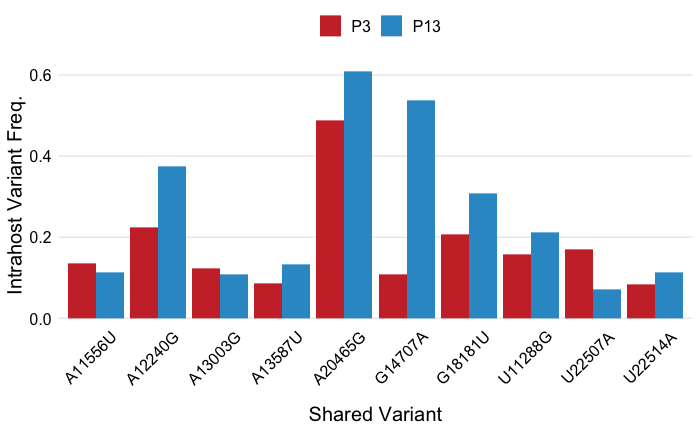 P3 P13
Intrahost Variant Freq.
0.6
0.4
0.2
0.0
A11556U A12240G A13003G A13587U A20465G G14707A G18181U U11288G U22507A U22514A
Shared Variant